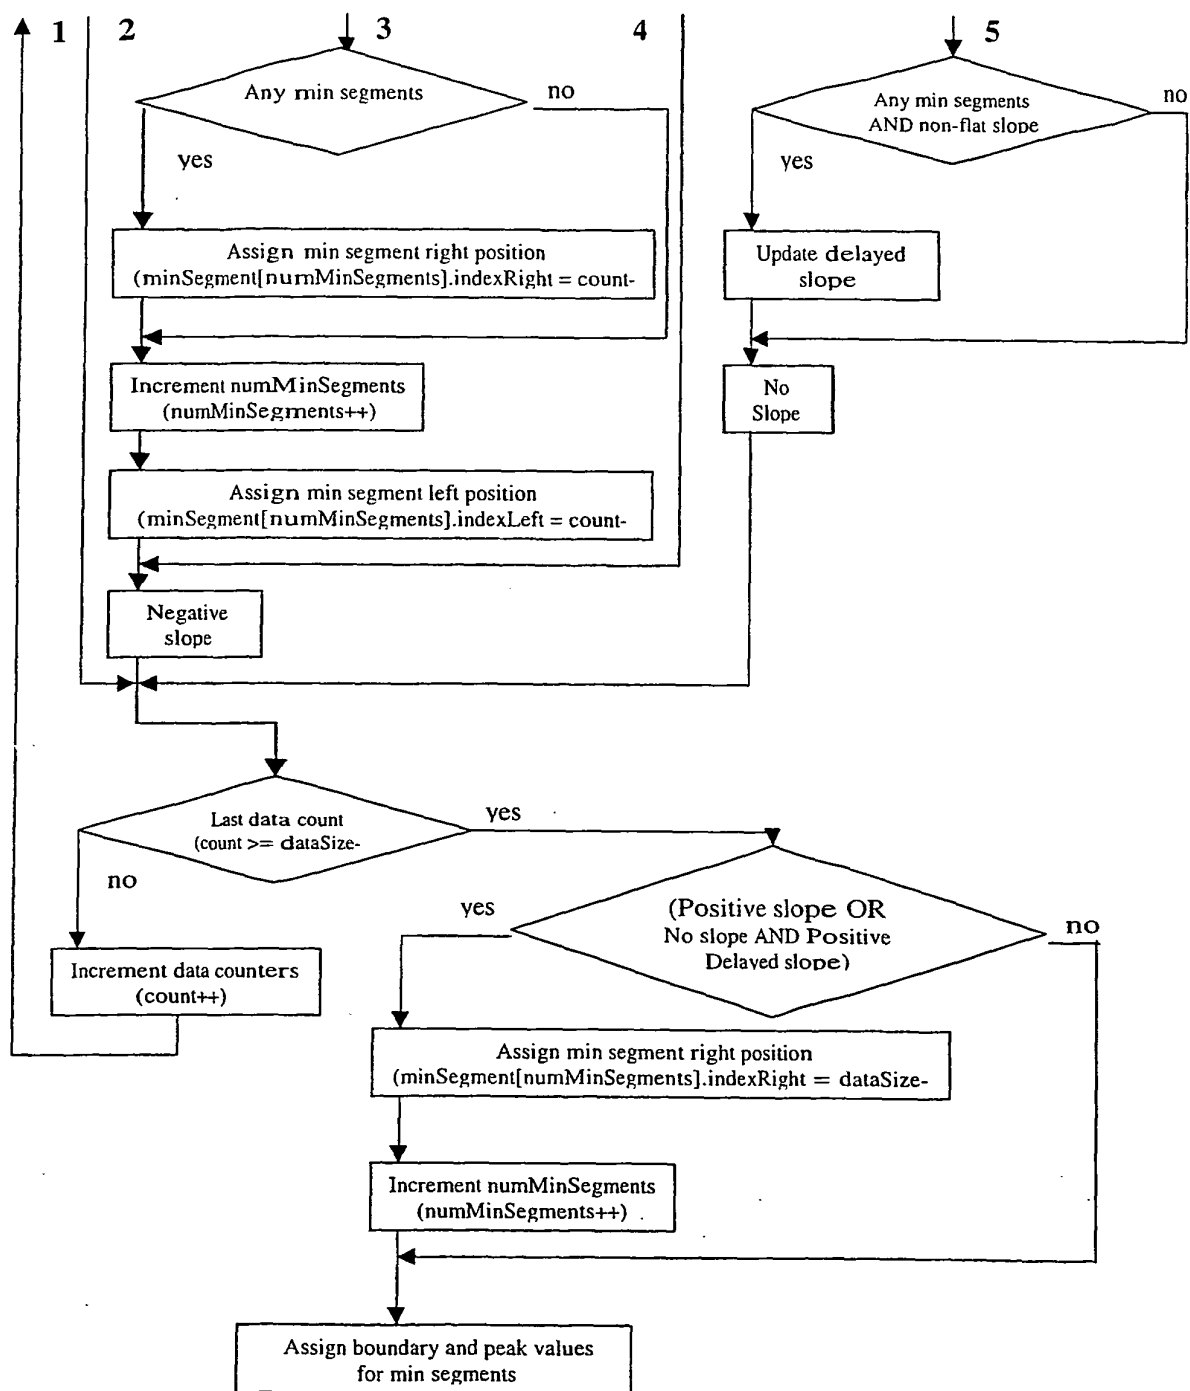 1 2 3 4 5
Any min segments
no
yes
Any min segments
AND non-flat slope
no
yes
Assign min segment right position
(minSegment[numMinSegments].indexRight = count-
Update delayed
slope
Increment numMinSegments
(numMinSegments++)
No
Slope
Assign min segment left position
(minSegment[numMinSegments].indexLeft = count-
Negative
slope
Last data count
(count >= dataSize-
yes
no
(Positive slope OR
No slope AND Positive
Delayed slope)
yes
no
Increment data counters
(count++)
Assign min segment right position
(minSegment[numMinSegments].indexRight = dataSize-
Increment numMinSegments
(numMinSegments++)
Assign boundary and peak values
for min segments